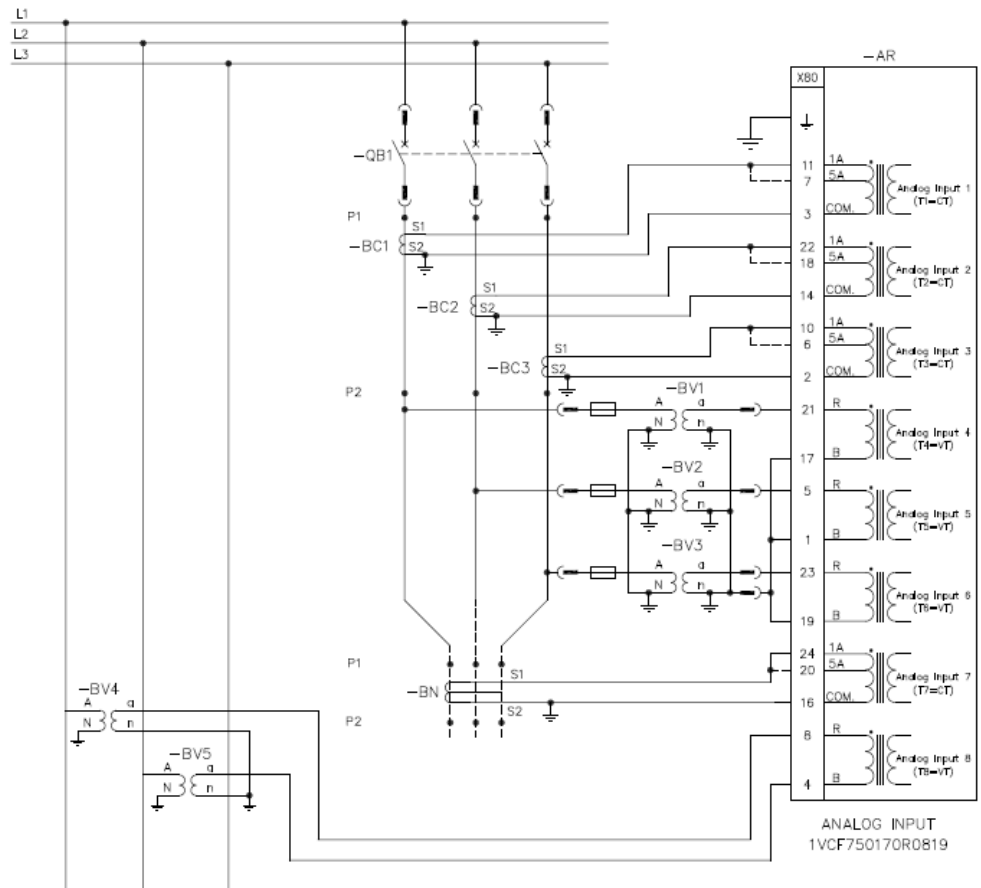 L1
L2
L3
-AR
X80
-QB1
11 1A
7 5A
Analog Input 1
(T1-CT)
3 COM.
P1
S1
-BC1 S2
22 1A
18 5A
Analog Input 2
(T2-CT)
14 COM.
S1
-BC2 S2
10 1A
6 5A
Analog Input 3
(T3-CT)
2 COM.
S1
-BC3 S2
P2
-BV1
A a
N n
21 R
Analog Input 4
(T4-VT)
17 B
-BV2
A a
N n
5 R
Analog Input 5
(T5-VT)
1 B
-BV3
A a
N n
23 R
Analog Input 6
(T6-VT)
19 B
P1
S1
-BN
S2
P2
24 1A
20 5A
Analog Input 7
(T7-CT)
16 COM.
-BV4
A a
N n
8 R
Analog Input 8
(T8-VT)
4 B
-BV5
A a
N n
ANALOG INPUT
1VCF750170R0819